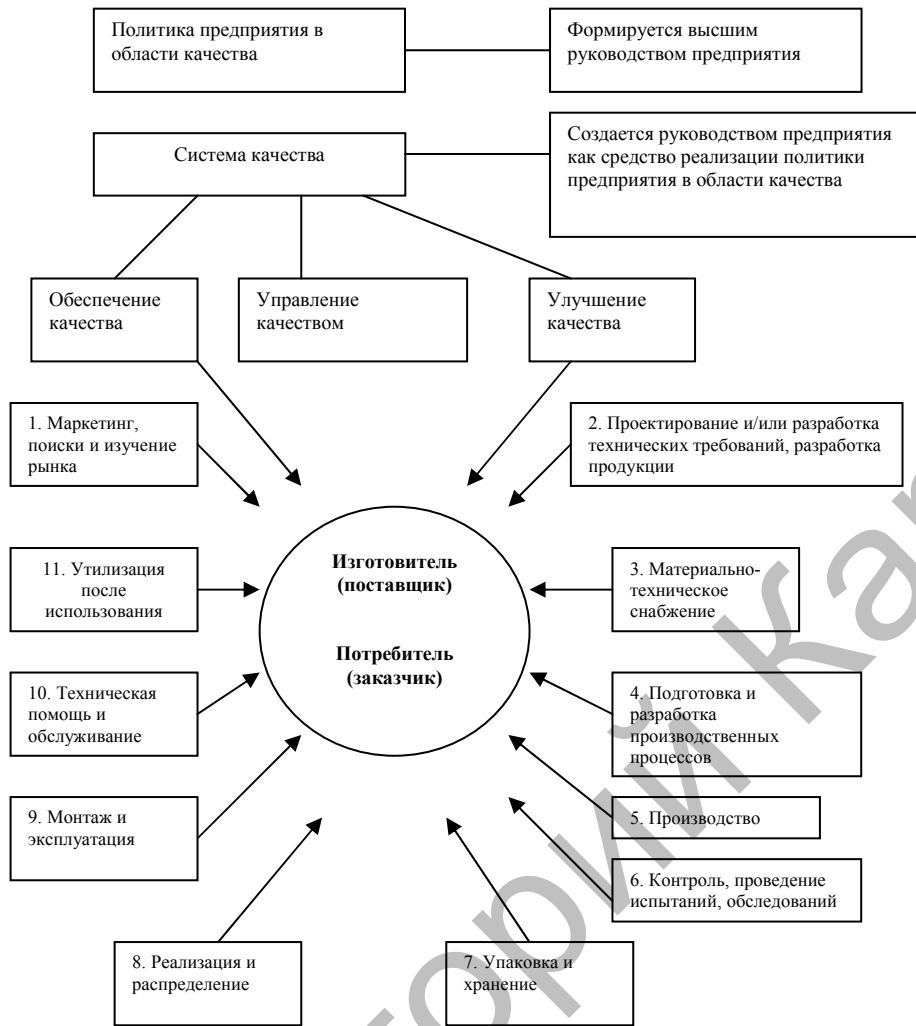 Политика предприятия в
области качества
Формируется высшим
руководством предприятия
Система качества
Создается руководством предприятия
как средство реализации политики
предприятия в области качества
Обеспечение
качества
Управление
качеством
Улучшение
качества
1. Маркетинг,
поиски и изучение
рынка
2. Проектирование и/или разработка
технических требований, разработка
продукции
Изготовитель
(поставщик)
Потребитель
(заказчик)
11. Утилизация
после
использования
3. Материально-
техническое
снабжение
10. Техническая
помощь и
обслуживание
4. Подготовка и
разработка
производственных
процессов
9. Монтаж и
эксплуатация
5. Производство
6. Контроль, проведение
испытаний, обследований
8. Реализация и
распределение
7. Упаковка и
хранение